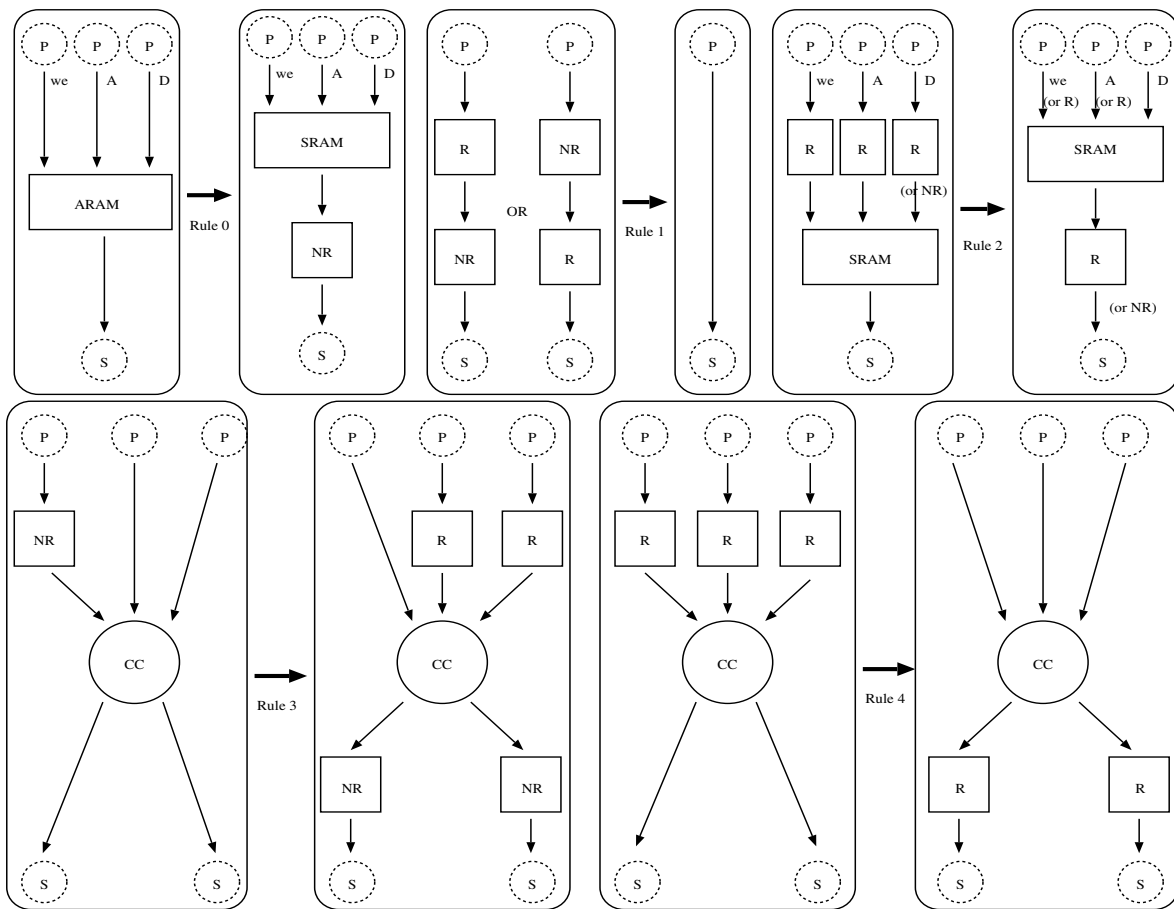 P P P
we A D
ARAM
S
Rule 0
P P P
we A D
SRAM
NR
S
P P
R NR
OR
NR R
S S
Rule 1
P
S
P P P
we A D
R R R
(or NR)
SRAM
S
Rule 2
P P P
we A D
(or R) (or R)
SRAM
R
(or NR)
S
P P P
NR
CC
S S
Rule 3
P P P
R R
CC
NR NR
S S
P P P
R R R
CC
S S
Rule 4
P P P
CC
R R
S S